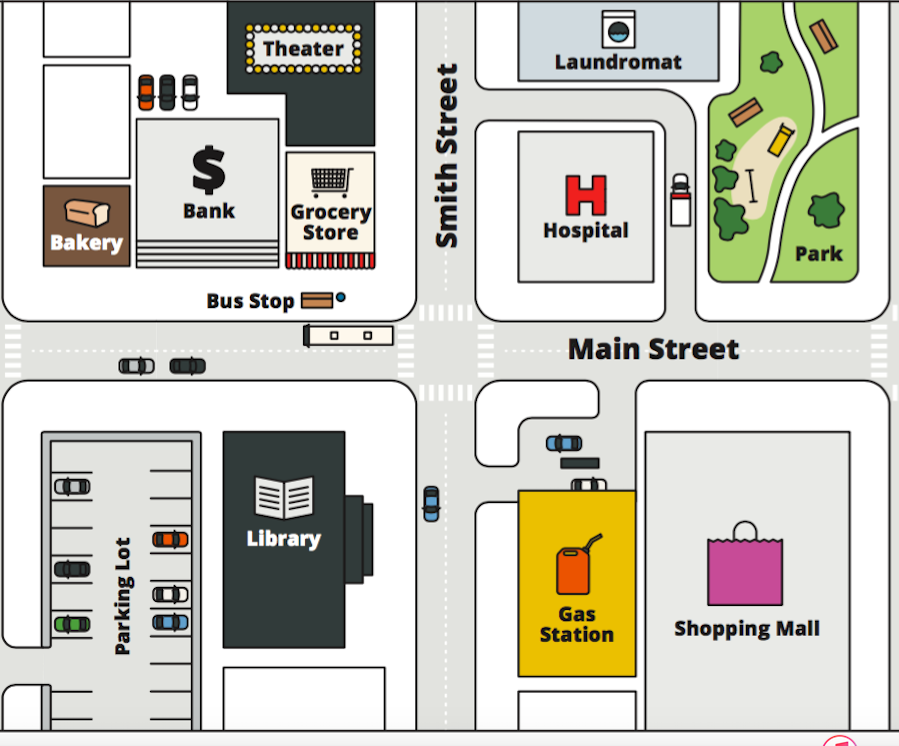 Theater
Laundromat
Smith Street
$
Bank
Grocery
Store
H
Hospital
Bakery
Park
Bus Stop
Main Street
Library
Parking Lot
Gas
Station
Shopping Mall